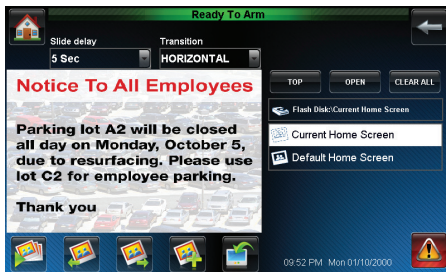 Ready To Arm
Slide delay
Transition
5 Sec
HORIZONTAL
TOP
OPEN
CLEAR ALL
Notice To All Employees
Parking lot A2 will be closed
all day on Monday, October 5,
due to resurfacing. Please use
lot C2 for employee parking.
Thank you
Flash Disk:\Current Home Screen
Current Home Screen
Default Home Screen
09:52 PM Mon 01/10/2000